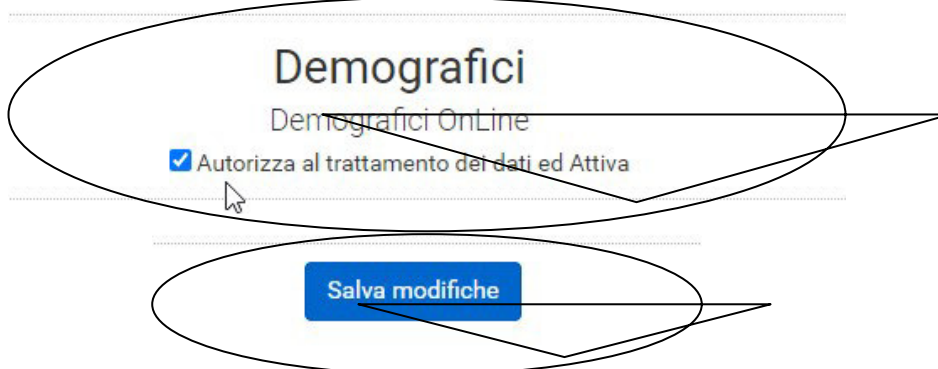 Demografici
Demografici OnLine
Autorizza al trattamento dei dati ed Attiva
Salva modifiche